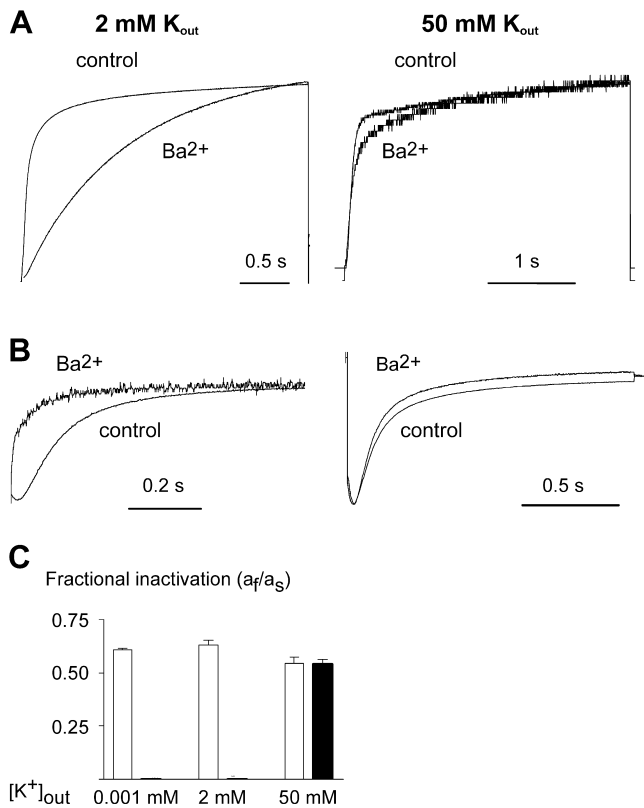 A
2 mM Kout
50 mM Kout
control
Ba2+
0.5 s
control
Ba2+
1 s
B
Ba2+
control
0.2 s
Ba2+
control
0.5 s
C
Fractional inactivation (af/as)
0.75
0.50
0.25
[K+]out
0.001 mM
2 mM
50 mM